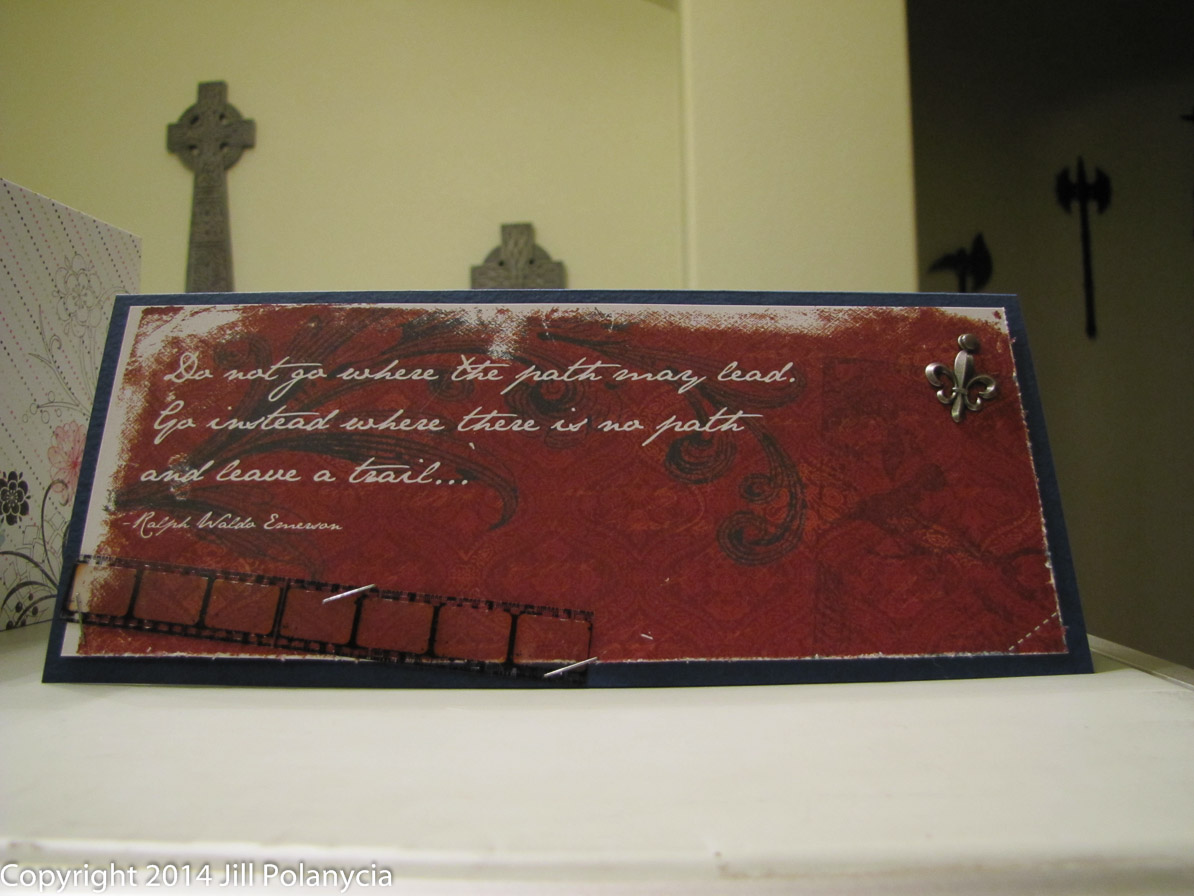 Do not go where the path may lead.
Go instead where there is no path
and leave a trail...
-Ralph Waldo Emerson
Copyright 2014 Jill Polanycia